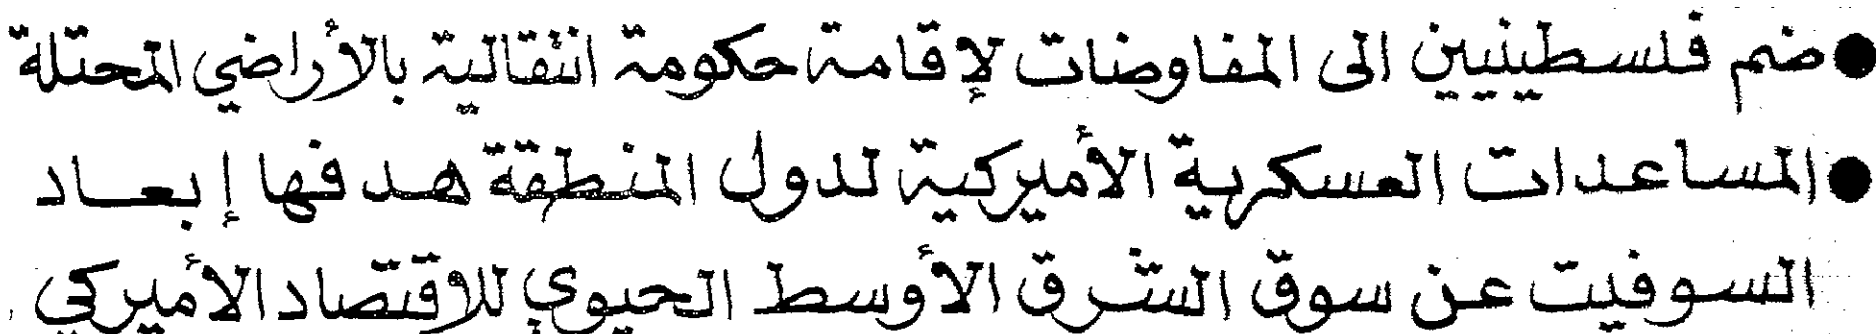 ● ضم فلسطينيين الى المفاوضات لإقامة حكومة انتقالية بالأراضي المحتلة
● المساعدات العسكرية الأميركية لدول المنطقة هدفها إبعاد
السوفيت عن سوق الشرق الأوسط الحيوي للاقتصاد الأميركي